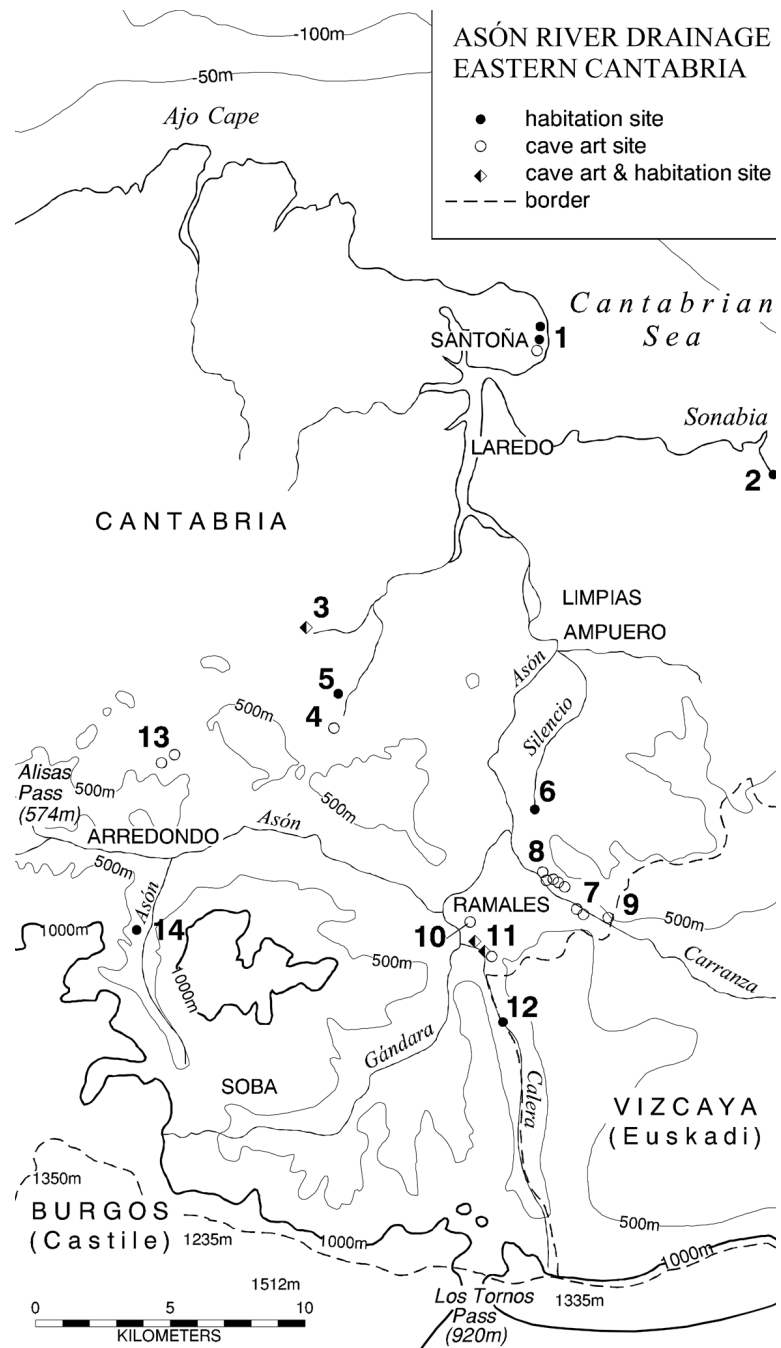 -100m
-50m
Ajo Cape
ASÓN RIVER DRAINAGE
EASTERN CANTABRIA
habitation site
cave art site
cave art & habitation site
border
Cantabrian
Sea
SANTOÑA
1
Sonabia
LAREDO
2
CANTABRIA
3
LIMPIAS
AMPUERO
Asón
5
Silencio
4
500m
13
Alisas
Pass
(574m)
500m
500m
6
ARREDONDO
Asón
500m
8
7
9
RAMALES
500m
Asón
1000m
14
10
11
500m
1000m
Carranza
12
Gándara
Calera
SOBA
VIZCAYA
(Euskadi)
1350m
BURGOS
(Castile)
1235m
1000m
500m
1000m
1512m
Los Tornos
Pass
(920m)
1335m
0 5 10
KILOMETERS